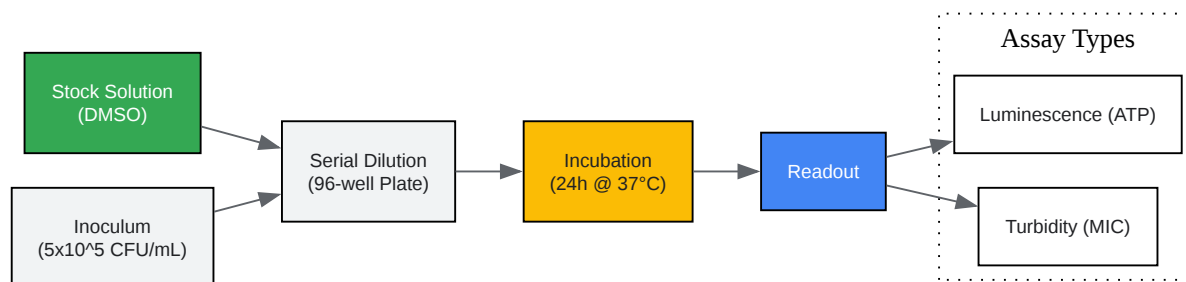 Stock Solution
(DMSO)
Inoculum
(5x10^5 CFU/mL)
Serial Dilution
(96-well Plate)
Incubation
(24h @ 37°C)
Readout
Assay Types
Luminescence (ATP)
Turbidity (MIC)